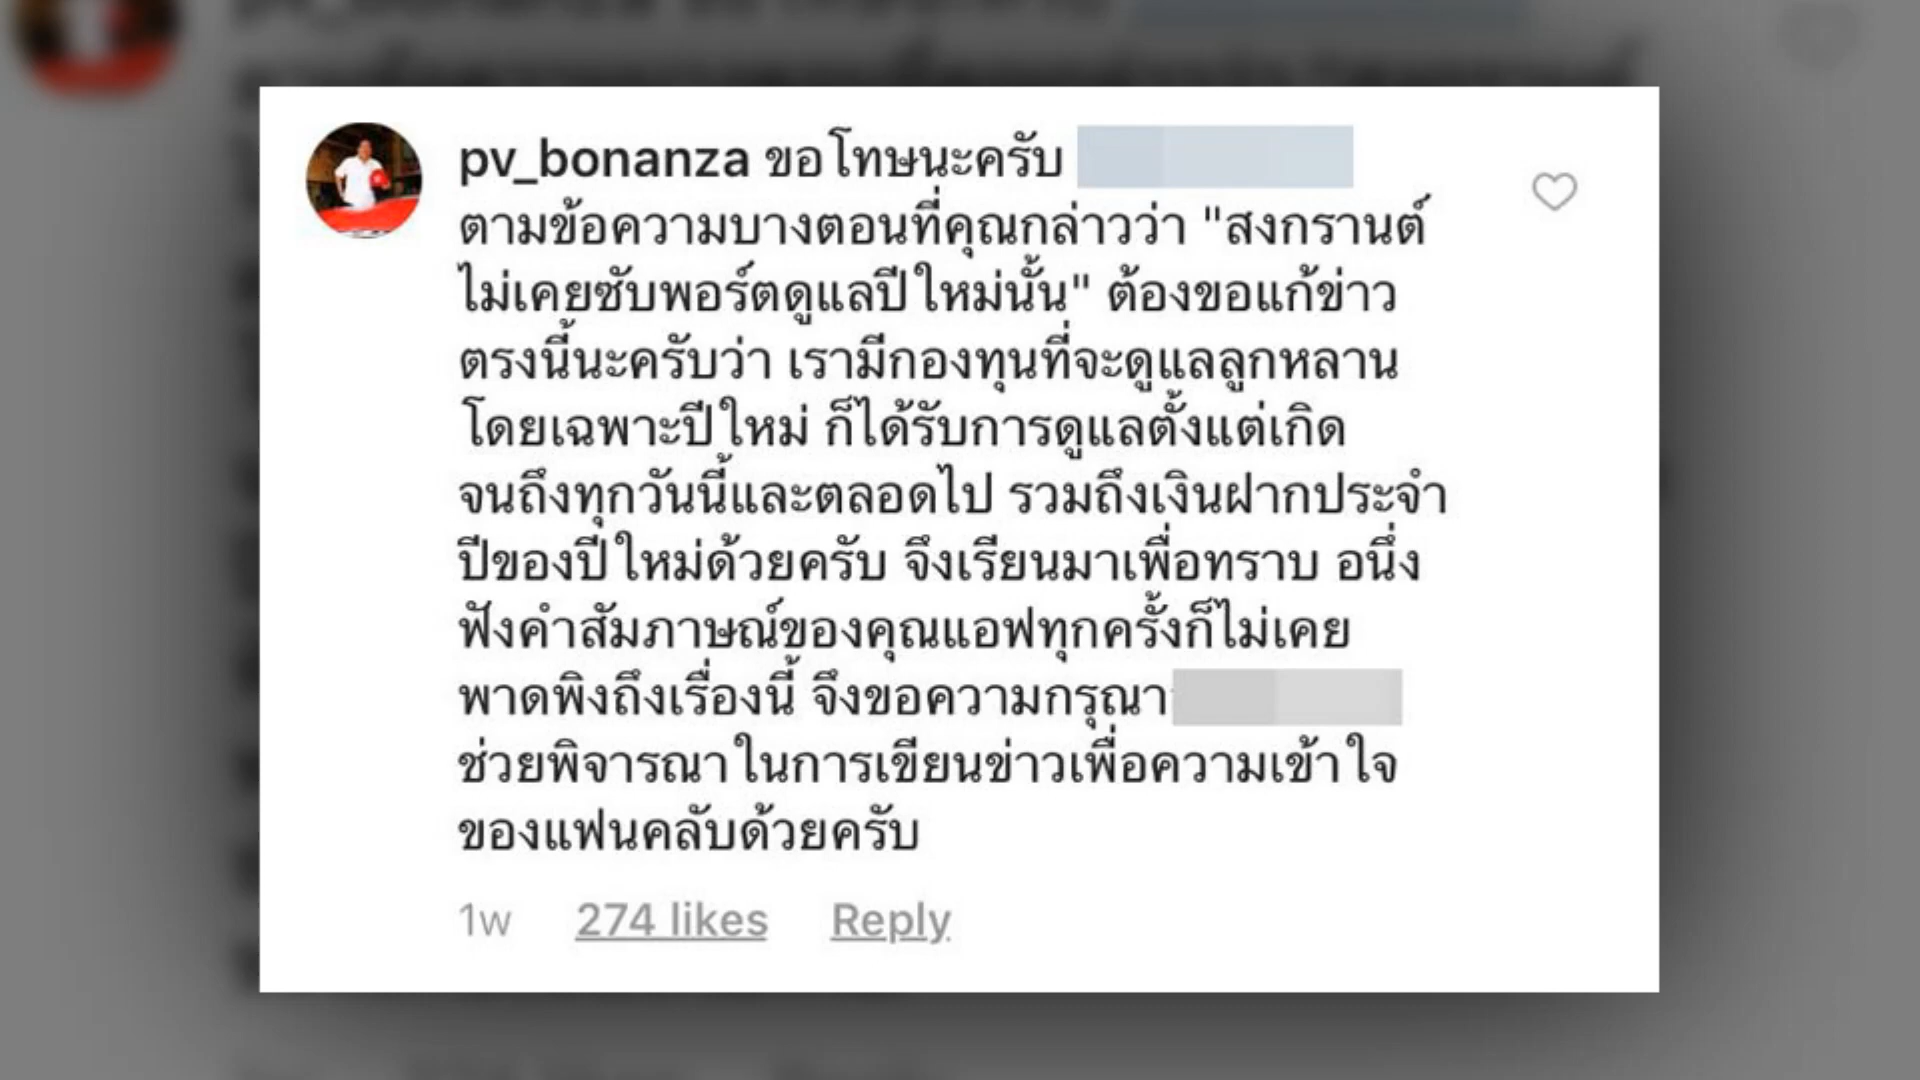 pv_bonanza ขอโทษนะครับ
ตามข้อความบางตอนที่คุณกล่าวว่า "สงกรานต์
ไม่เคยซับพอร์ตดูแลปีใหม่นั้น" ต้องขอแก้ข่าว
ตรงนี้นะครับว่า เรามีกองทุนที่จะดูแลลูกหลาน
โดยเฉพาะปีใหม่ ก็ได้รับการดูแลตั้งแต่เกิด
จนถึงทุกวันนี้และตลอดไป รวมถึงเงินฝากประจำ
ปีของปีใหม่ด้วยครับ จึงเรียนมาเพื่อทราบ อนึ่ง
ฟังคำสัมภาษณ์ของคุณแอฟทุกครั้งก็ไม่เคย
พาดพิงถึงเรื่องนี้ จึงขอความกรุณา
ช่วยพิจารณาในการเขียนข่าวเพื่อความเข้าใจ
ของแฟนคลับด้วยครับ
1w 274 likes Reply